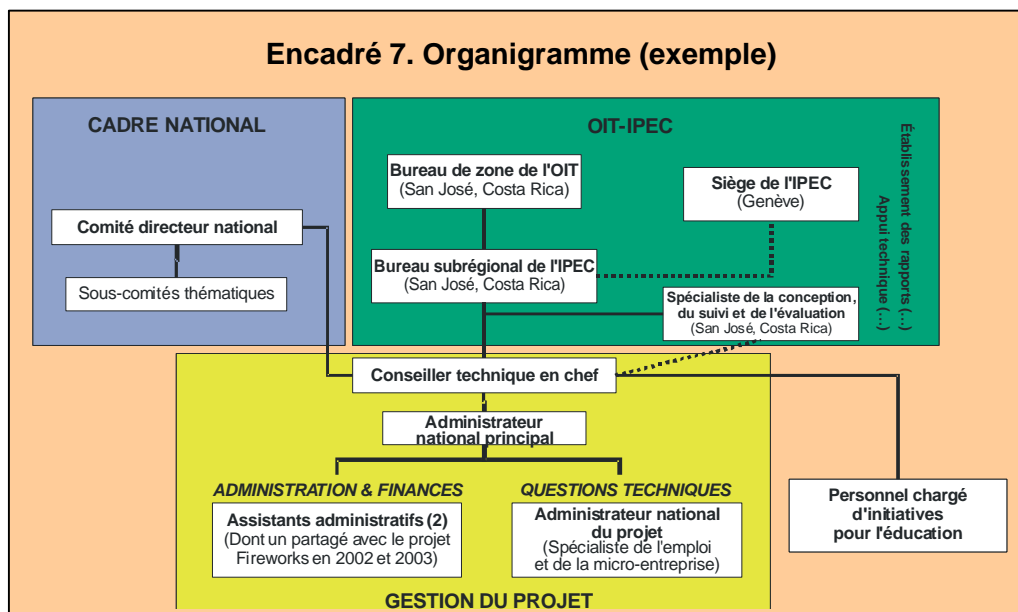 Encadré 7. Organigramme (exemple)
CADRE NATIONAL
Comité directeur national
Sous-comités thématiques
OIT-IPEC
Bureau de zone de l'OIT
(San José, Costa Rica)
Siège de l'IPEC
(Genève)
Bureau subrégional de l'IPEC
(San José, Costa Rica)
Spécialiste de la conception,
du suivi et de l'évaluation
(San José, Costa Rica)
Établissement des rapports (...)
Appui technique (...)
Conseiller technique en chef
Administrateur
national principal
ADMINISTRATION & FINANCES
Assistants administratifs (2)
(Dont un partagé avec le projet
Fireworks en 2002 et 2003)
QUESTIONS TECHNIQUES
Administrateur national
du projet
(Spécialiste de l'emploi
et de la micro-entreprise)
Personnel chargé
d'initiatives
pour l'éducation
GESTION DU PROJET